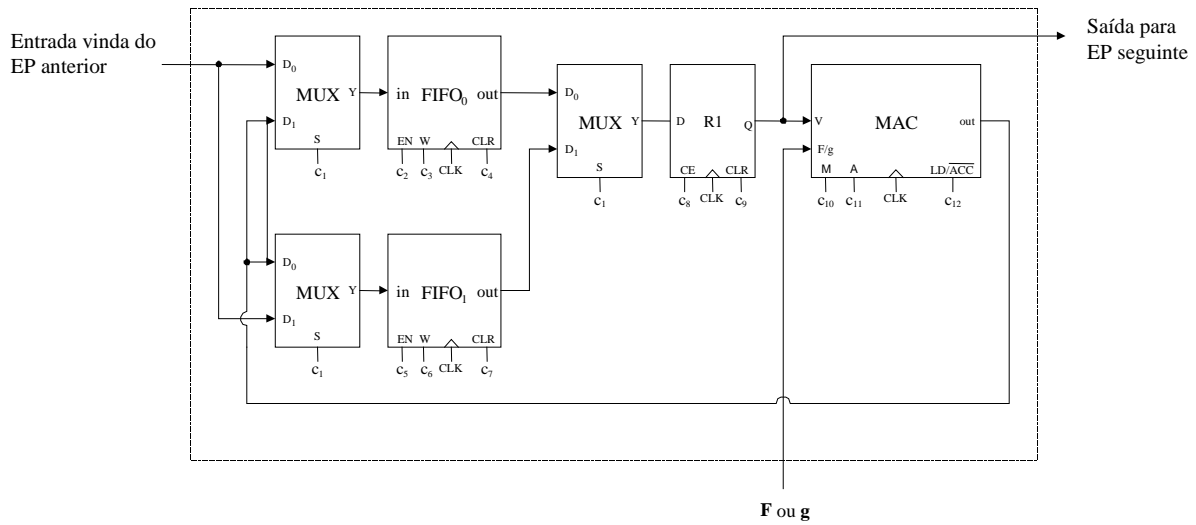 Entrada vinda do
EP anterior
Saída para
EP seguinte
D0
D1
MUX
Y
S
c1
in
FIFO0
out
EN
W
CLK
CLR
c2
c3
c4
D0
D1
MUX
Y
S
c1
D
R1
Q
CE
CLK
CLR
c8
c9
V
F/g
MAC
out
M
A
CLK
LD/ACC
c10
c11
c12
D0
D1
MUX
Y
S
c1
in
FIFO1
out
EN
W
CLK
CLR
c5
c6
c7
F ou g